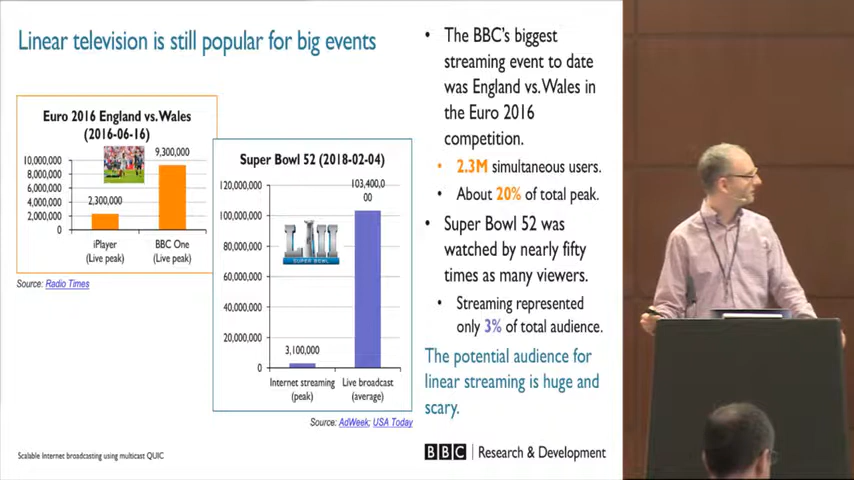 Linear television is still popular for big events
Euro 2016 England vs. Wales
(2016-06-16)
10,000,000
8,000,000
6,000,000
4,000,000
2,000,000
0
2,300,000
9,300,000
iPlayer
(Live peak)
BBC One
(Live peak)
Source: Radio Times
Super Bowl 52 (2018-02-04)
120,000,000
100,000,000
80,000,000
60,000,000
40,000,000
20,000,000
0
3,100,000
103,400,0
00
LII
SUPER BOWL
Internet streaming
(peak)
Live broadcast
(average)
Source: AdWeek; USA Today
• The BBC's biggest
streaming event to date
was England vs. Wales in
the Euro 2016
competition.
• 2.3M simultaneous users.
• About 20% of total peak.
• Super Bowl 52 was
watched by nearly fifty
times as many viewers.
• Streaming represented
only 3% of total audience.
The potential audience for
linear streaming is huge and
scary.
Scalable Internet broadcasting using multicast QUIC
BBC | Research & Development